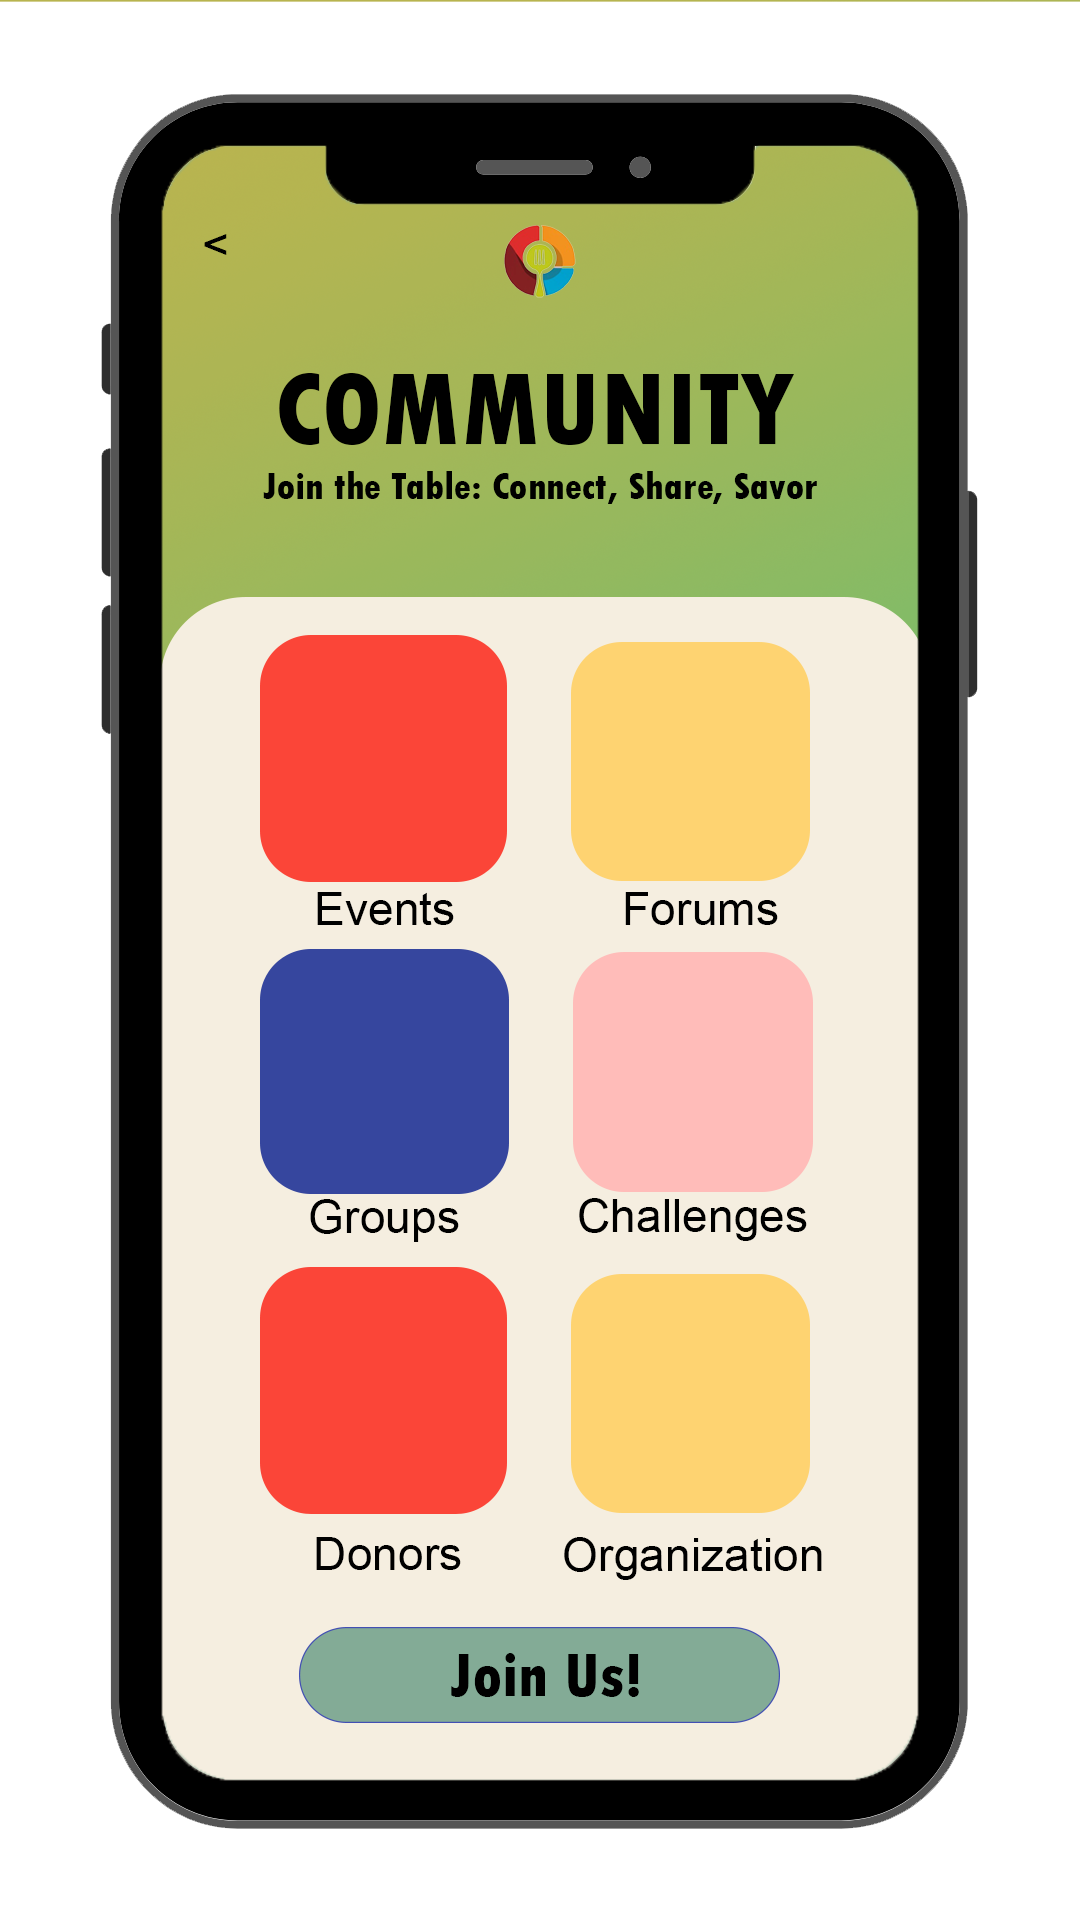 <
COMMUNITY
Join the Table: Connect, Share, Savor
Events
Forums
Groups
Challenges
Donors
Organization
Join Us!